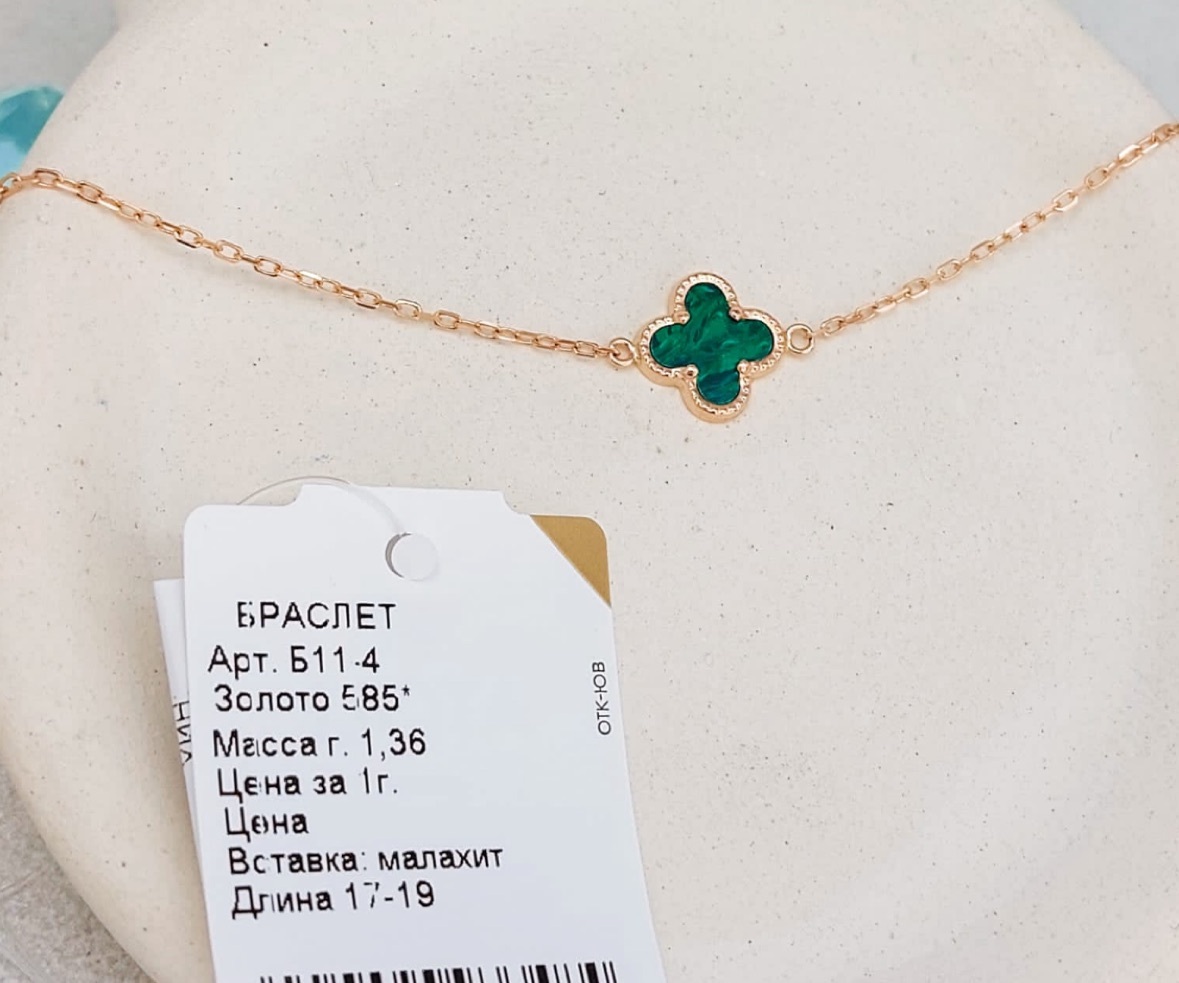 БРАСЛЕТ
Арт. Б11-4
Золото 585*
Масса г. 1,36
Цена за 1г.
Цена
Вставка: малахит
Длина 17-19
ОТК-ЮВ